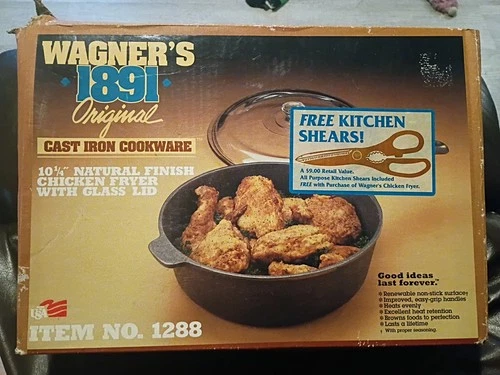 WAGNER'S
1891
Original
CAST IRON COOKWARE
10¼" NATURAL FINISH
CHICKEN FRYER
WITH GLASS LID
FREE KITCHEN
SHEARS!
A $9.00 Retail Value.
All Purpose Kitchen Shears Included
FREE with Purchase of Wagner's Chicken Fryer.
Good ideas
last forever.™
Renewable non-stick surface†
Improved, easy-grip handles
Heats evenly
Excellent heat retention
Browns foods to perfection
Lasts a lifetime
† With proper seasoning.
ITEM NO. 1288